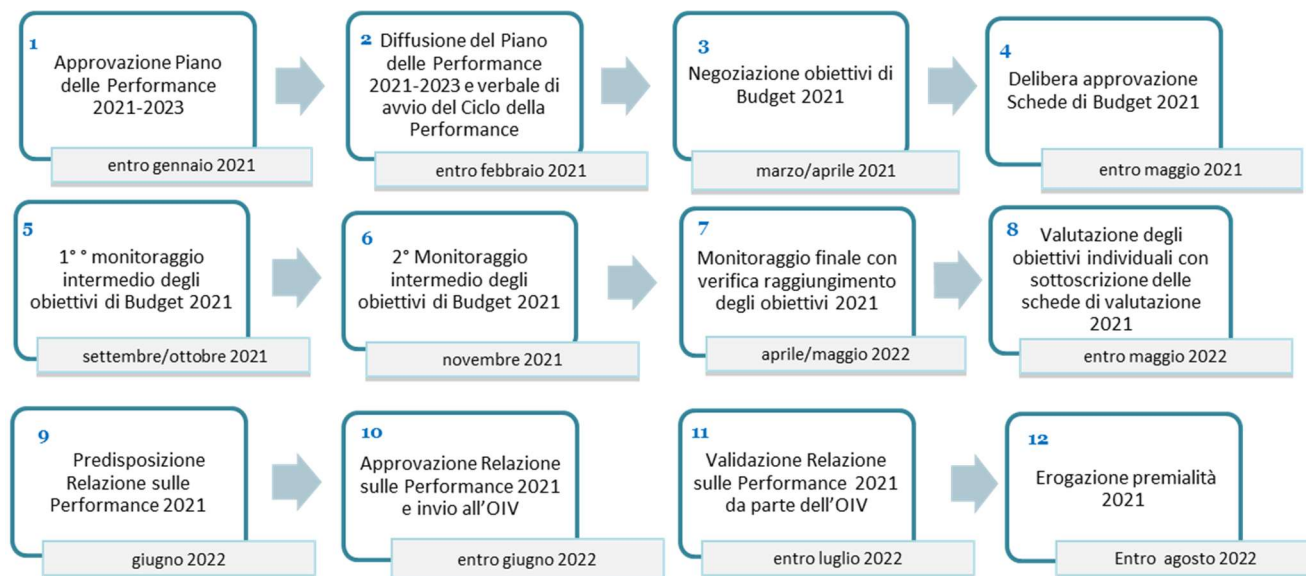 1
Approvazione Piano
delle Performance
2021-2023
entro gennaio 2021
2
Diffusione del Piano
delle Performance
2021-2023 e verbale di
avvio del Ciclo della
Performance
entro febbraio 2021
3
Negoziazione obiettivi di
Budget 2021
marzo/aprile 2021
4
Delibera approvazione
Schede di Budget 2021
entro maggio 2021
5
1° ° monitoraggio
intermedio degli
obiettivi di Budget 2021
settembre/ottobre 2021
6
2° Monitoraggio
intermedio degli
obiettivi di Budget 2021
novembre 2021
7
Monitoraggio finale con
verifica raggiungimento
degli obiettivi 2021
aprile/maggio 2022
8
Valutazione degli
obiettivi individuali con
sottoscrizione delle
schede di valutazione
2021
entro maggio 2022
9
Predisposizione
Relazione sulle
Performance 2021
giugno 2022
10
Approvazione Relazione
sulle Performance 2021
e invio all'OIV
entro giugno 2022
11
Validazione Relazione
sulle Performance 2021
da parte dell'OIV
entro luglio 2022
12
Erogazione premialità
2021
Entro agosto 2022